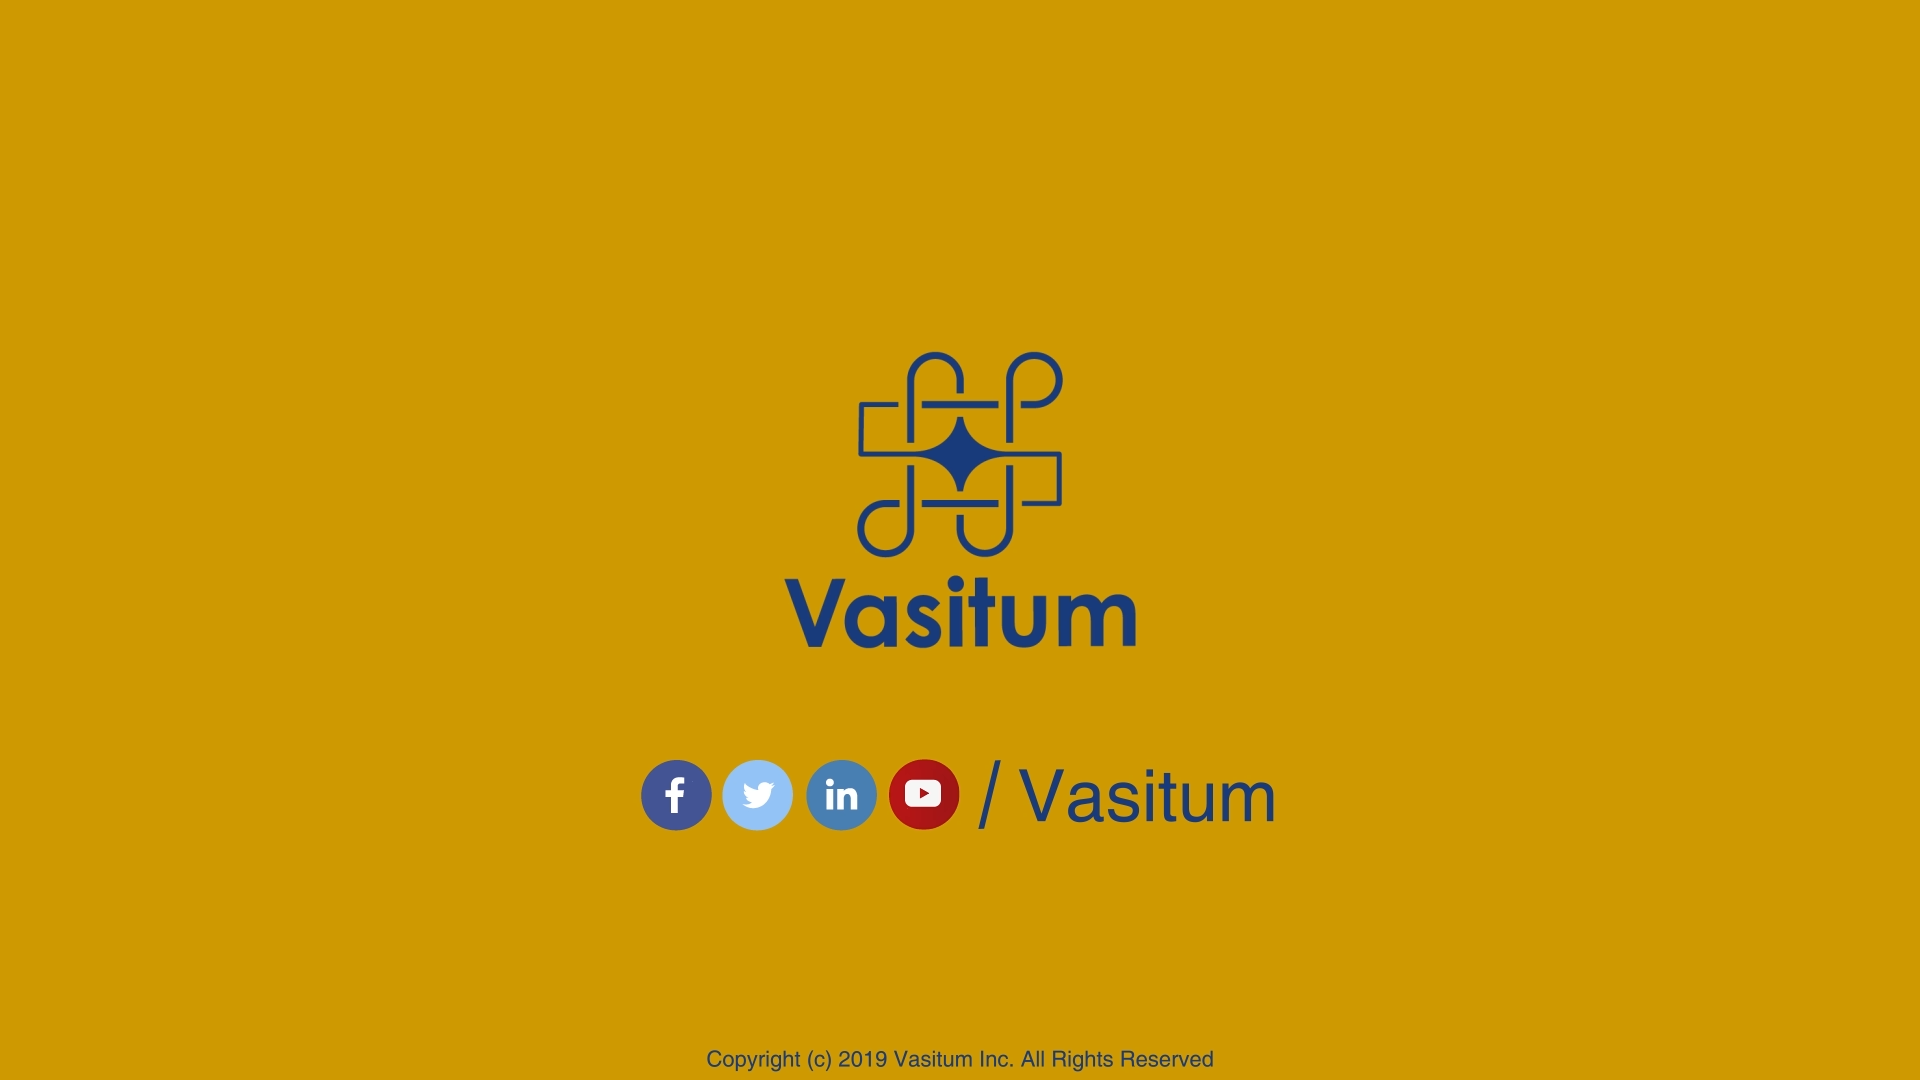 Vasitum
/ Vasitum
Copyright (c) 2019 Vasitum Inc. All Rights Reserved